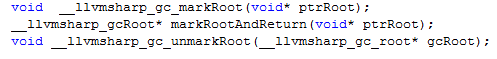 void __llvmsharp_gc_markRoot(void* ptrRoot);
__llvmsharp_gcRoot* markRootAndReturn(void* ptrRoot);
void __llvmsharp_gc_unmarkRoot(__llvmsharp_gc_root* gcRoot);